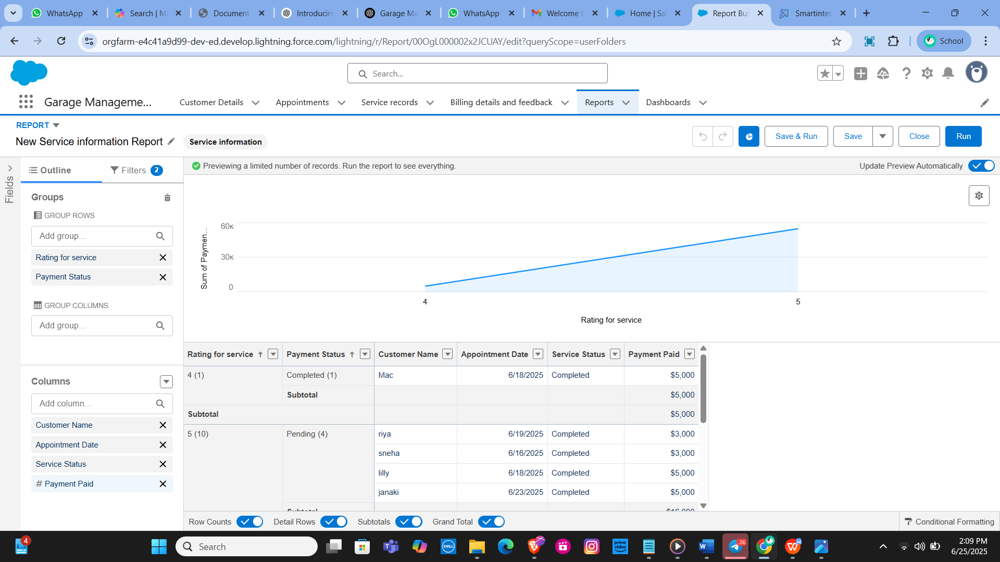 WhatsApp
Search | M
Document
Introducin
Garage Ma
WhatsApp
Welcome t
Home | Sal
Report Bui
Smartinter
orgfarm-e4c41a9d99-dev-ed.develop.lightning.force.com/lightning/r/Report/00OgL000002x2JCUAY/edit?queryScope=userFolders
School
Search...
Garage Manageme...
Customer Details
Appointments
Service records
Billing details and feedback
Reports
Dashboards
REPORT
New Service information Report
Service information
Save & Run
Save
Close
Run
Fields
Outline
Filters 2
Previewing a limited number of records. Run the report to see everything.
Update Preview Automatically
Groups
GROUP ROWS
Add group...
Rating for service
Payment Status
GROUP COLUMNS
Add group...
Sum of Paymen...
60K
30K
0
4
5
Rating for service
Columns
Add column...
Customer Name
Appointment Date
Service Status
# Payment Paid
Rating for service ↑ Payment Status ↑ Customer Name Appointment Date Service Status Payment Paid
4 (1) Completed (1) Mac 6/18/2025 Completed $5,000
Subtotal $5,000
Subtotal $5,000
5 (10) Pending (4) riya 6/19/2025 Completed $3,000
sneha 6/16/2025 Completed $3,000
lilly 6/18/2025 Completed $5,000
janaki 6/23/2025 Completed $5,000
Subtotal $16,000
Row Counts
Detail Rows
Subtotals
Grand Total
Conditional Formatting
4
Search
DELL
prime video
W
.06
2:09 PM
6/25/2025